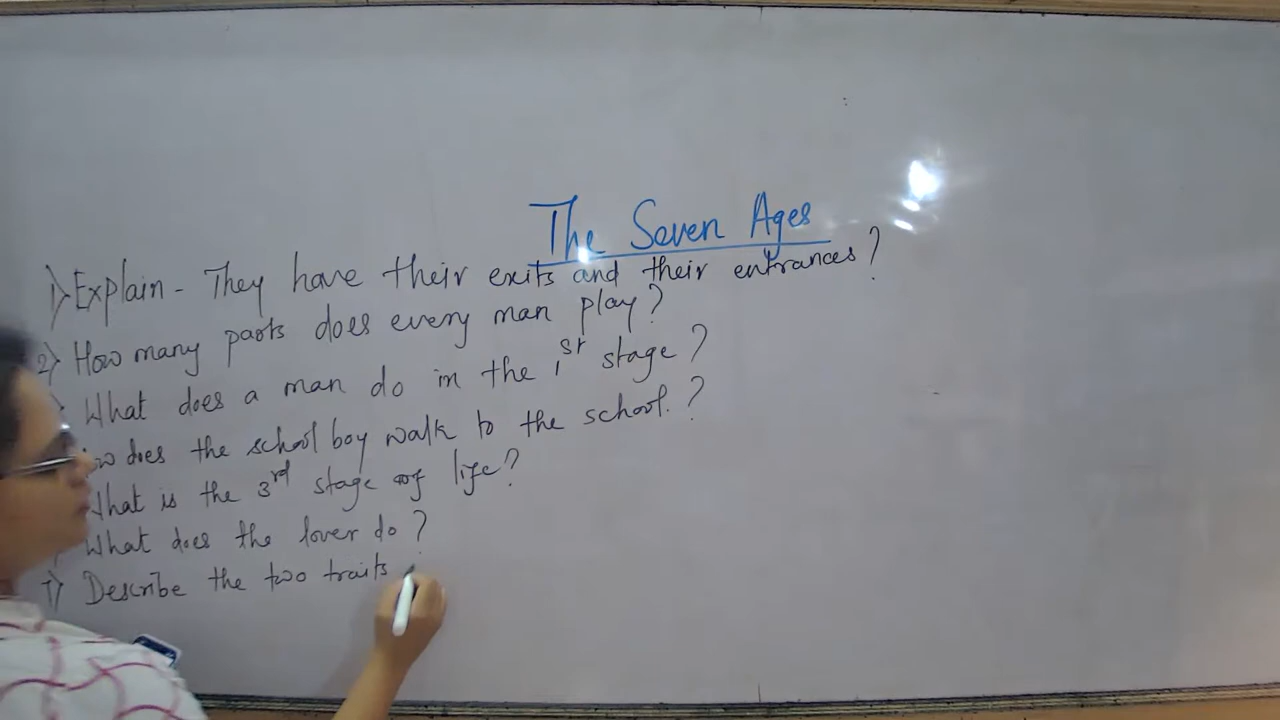 The Seven Ages
1) Explain - They have their exits and their entrances?
2) How many parts does every man play?
What does a man do in the 1st stage?
does the school boy walk to the school.?
What is the 3rd stage of life?
What does the lover do?
7) Describe the two traits